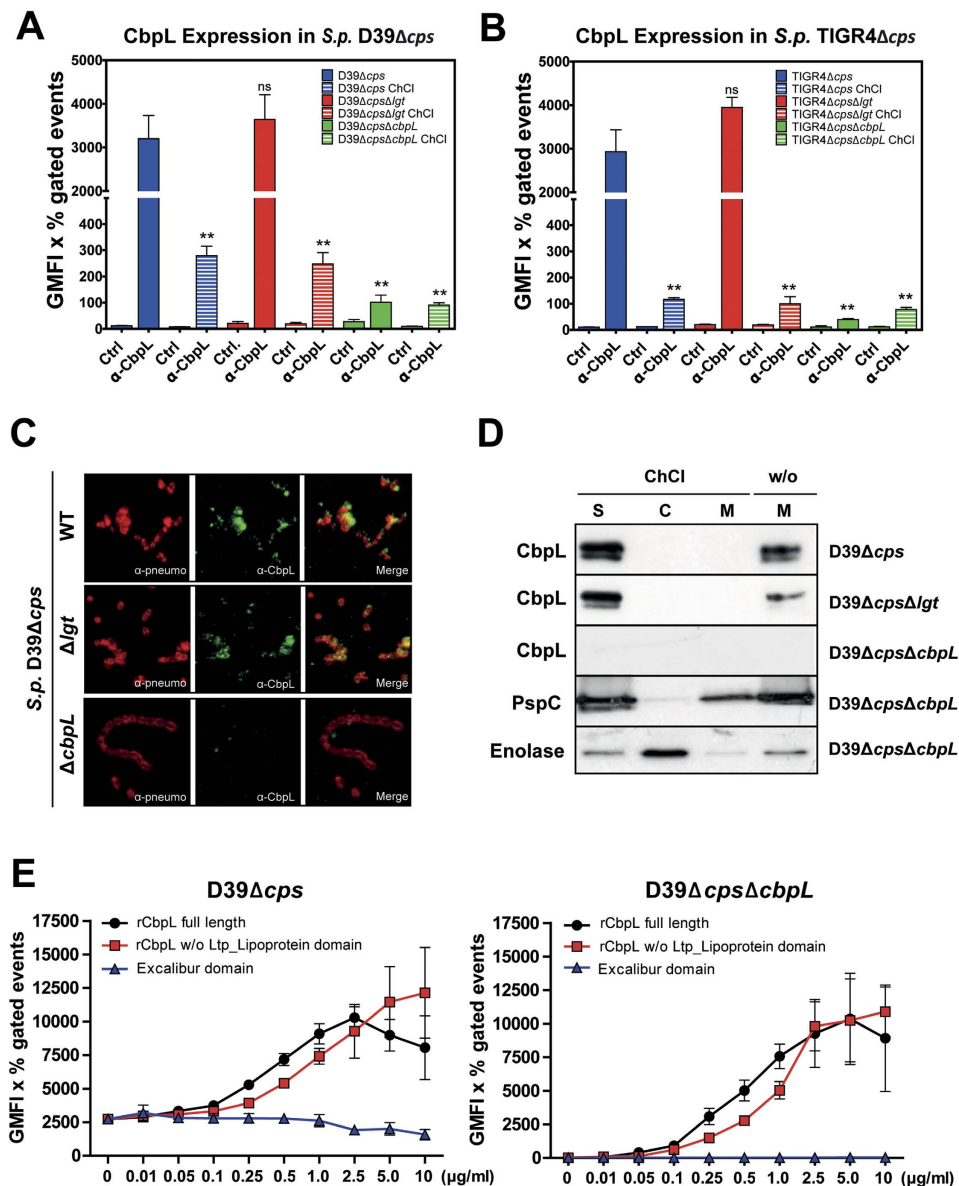 A
CbpL Expression in S.p. D39Δcps
GMFI x % gated events
5000
4000
3000
2000
400
300
200
100
0
D39Δcps
D39Δcps ChCl
D39ΔcpsΔlgt
D39ΔcpsΔlgt ChCl
D39ΔcpsΔcbpL
D39ΔcpsΔcbpL ChCl
ns
** ** ** **
Ctrl α-CbpL Ctrl α-CbpL Ctrl. α-CbpL Ctrl α-CbpL Ctrl α-CbpL Ctrl α-CbpL
B
CbpL Expression in S.p. TIGR4Δcps
GMFI x % gated events
5000
4000
3000
2000
400
300
200
100
0
TIGR4Δcps
TIGR4Δcps ChCl
TIGR4ΔcpsΔlgt
TIGR4ΔcpsΔlgt ChCl
TIGR4ΔcpsΔcbpL
TIGR4ΔcpsΔcbpL ChCl
ns
** ** ** **
Ctrl α-CbpL Ctrl α-CbpL Ctrl α-CbpL Ctrl α-CbpL Ctrl α-CbpL Ctrl α-CbpL
C
S.p. D39Δcps
WT
α-pneumo α-CbpL Merge
Δlgt
α-pneumo α-CbpL Merge
ΔcbpL
α-pneumo α-CbpL Merge
D
ChCl w/o
S C M M
CbpL D39Δcps
CbpL D39ΔcpsΔlgt
CbpL D39ΔcpsΔcbpL
PspC D39ΔcpsΔcbpL
Enolase D39ΔcpsΔcbpL
E
D39Δcps
GMFI x % gated events
17500
15000
12500
10000
7500
5000
2500
0
rCbpL full length
rCbpL w/o Ltp_Lipoprotein domain
Excalibur domain
0 0.01 0.05 0.1 0.25 0.5 1.0 2.5 5.0 10 (µg/ml)
D39ΔcpsΔcbpL
17500
15000
12500
10000
7500
5000
2500
0
rCbpL full length
rCbpL w/o Ltp_Lipoprotein domain
Excalibur domain
0 0.01 0.05 0.1 0.25 0.5 1.0 2.5 5.0 10 (µg/ml)